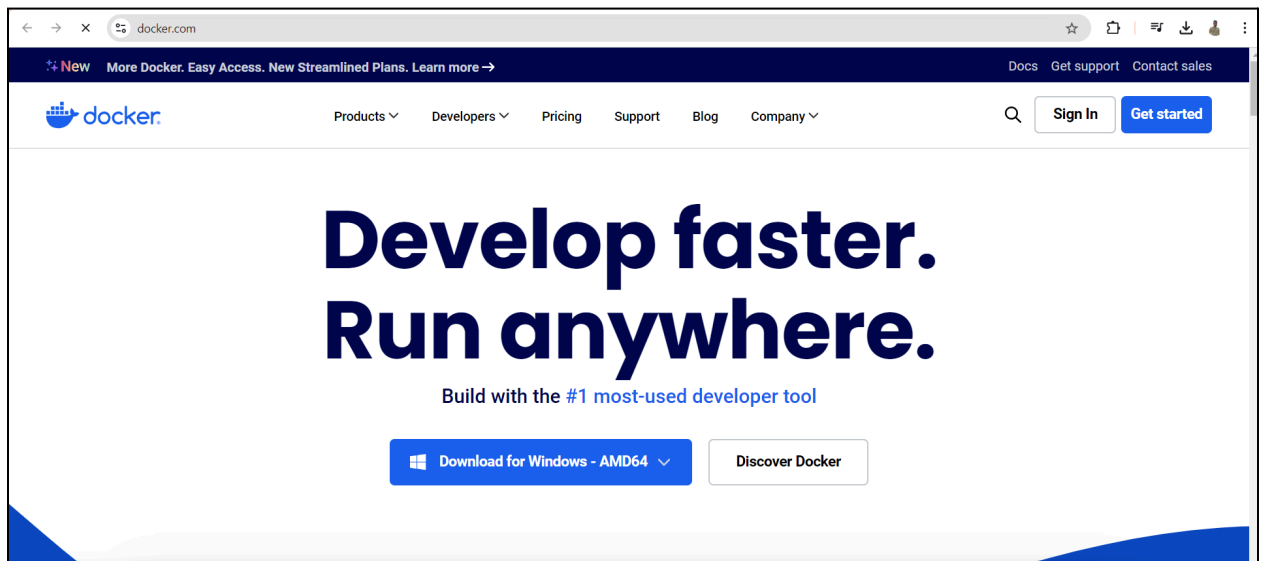 docker.com
New More Docker. Easy Access. New Streamlined Plans. Learn more → Docs Get support Contact sales
docker Products Developers Pricing Support Blog Company Sign In Get started
Develop faster.
Run anywhere.
Build with the #1 most-used developer tool
Download for Windows - AMD64 Discover Docker